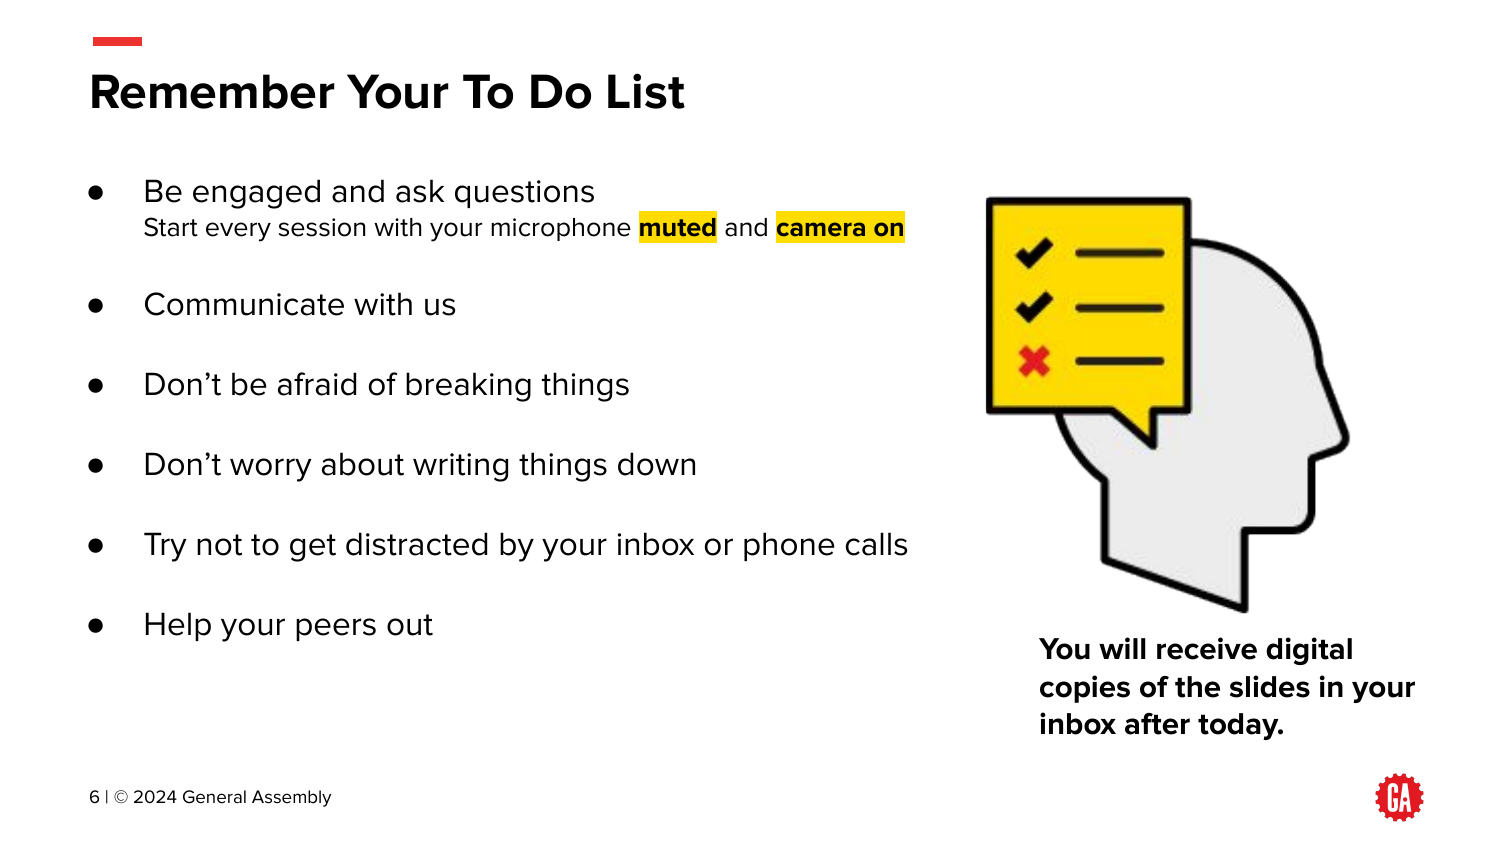 Remember Your To Do List
● Be engaged and ask questions
Start every session with your microphone muted and camera on
● Communicate with us
● Don’t be afraid of breaking things
● Don’t worry about writing things down
● Try not to get distracted by your inbox or phone calls
● Help your peers out
You will receive digital
copies of the slides in your
inbox after today.
6 | © 2024 General Assembly
GA